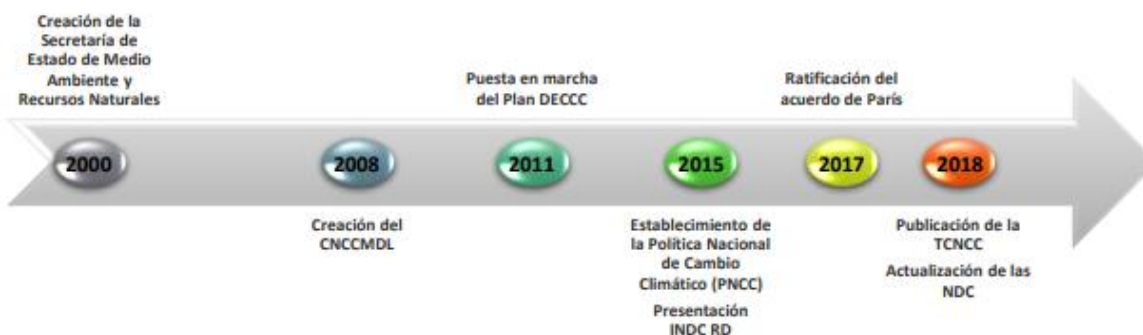 Creación de la
Secretaría de
Estado de Medio
Ambiente y
Recursos Naturales
Puesta en marcha
del Plan DECCC
Ratificación del
acuerdo de París
2000
2008
2011
2015
2017
2018
Creación del
CNCCMDL
Establecimiento de
la Política Nacional
de Cambio
Climático (PNCC)
Presentación
INDC RD
Publicación de la
TCNCC
Actualización de las
NDC